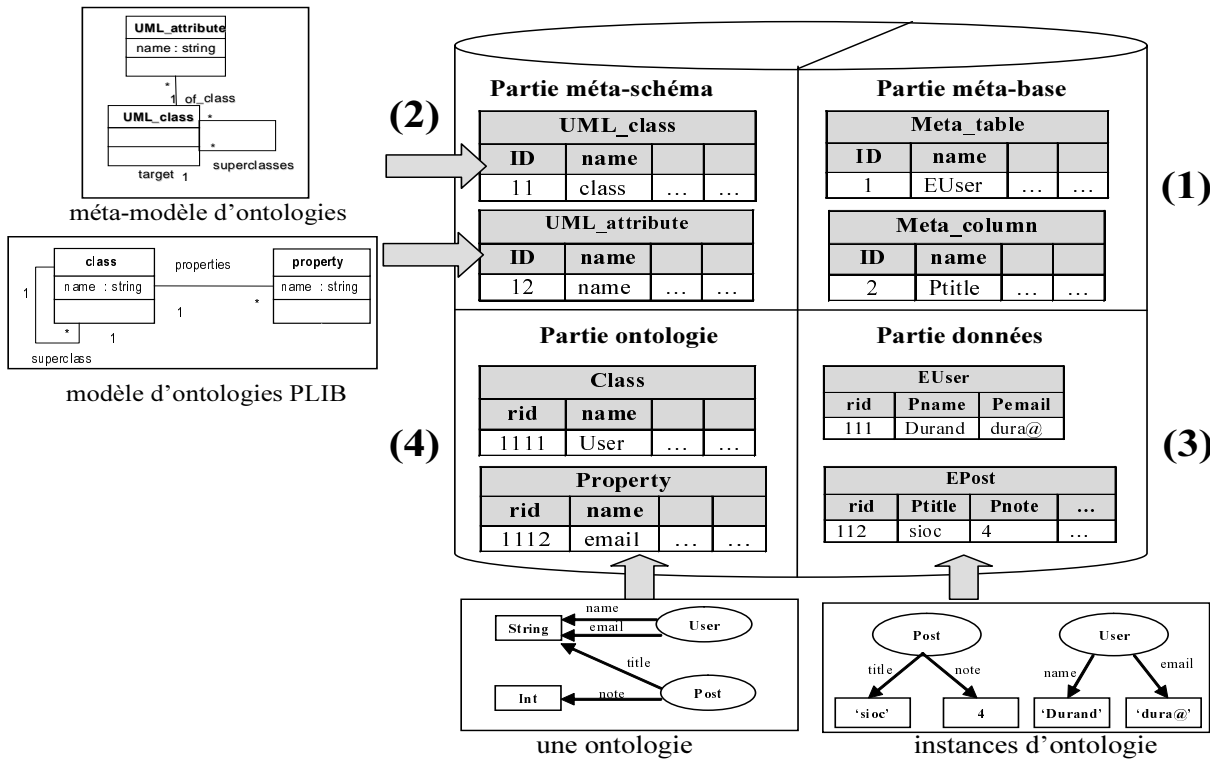 UML_attribute
name : string
*
1 of_class
UML_class
*
*
superclasses
target 1
méta-modèle d'ontologies
class
properties
property
name : string
name : string
1
*
1
*
1
superclass
modèle d'ontologies PLIB
(2)
Partie méta-schéma
UML_class
ID name
11 class ... ...
UML_attribute
ID name
12 name ... ...
Partie méta-base
Meta_table
ID name
1 EUser ... ...
Meta_column
ID name
2 Ptitle ... ...
(1)
(4)
Partie ontologie
Class
rid name
1111 User ... ...
Property
rid name
1112 email ... ...
Partie données
EUser
rid Pname Pemail
111 Durand dura@
EPost
rid Ptitle Pnote ...
112 sioc 4 ...
(3)
String
name
email
User
title
Int
note
Post
une ontologie
Post
User
title
note
name
email
'sioc'
4
'Durand'
'dura@'
instances d'ontologie